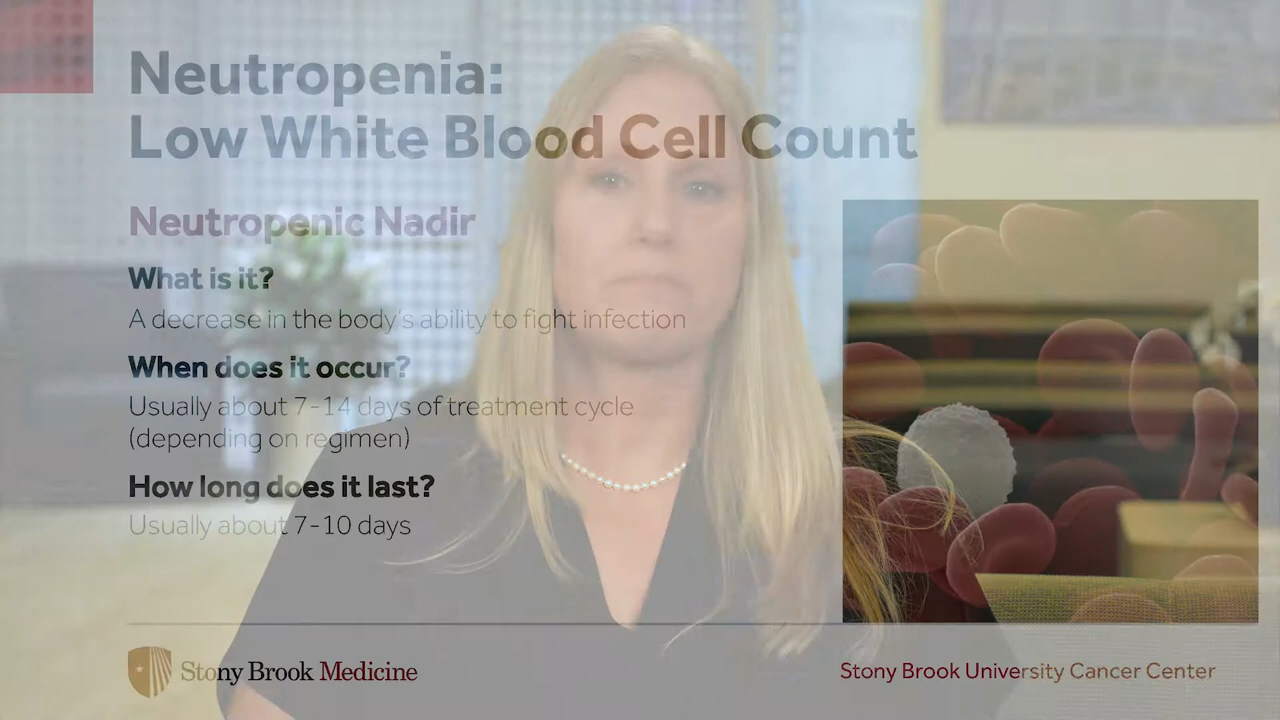 Neutropenia:
Low White Blood Cell Count
Neutropenic Nadir
What is it?
A decrease in the body's ability to fight infection
When does it occur?
Usually about 7-14 days of treatment cycle
(depending on regimen)
How long does it last?
Usually about 7-10 days
Stony Brook Medicine
Stony Brook University Cancer Center